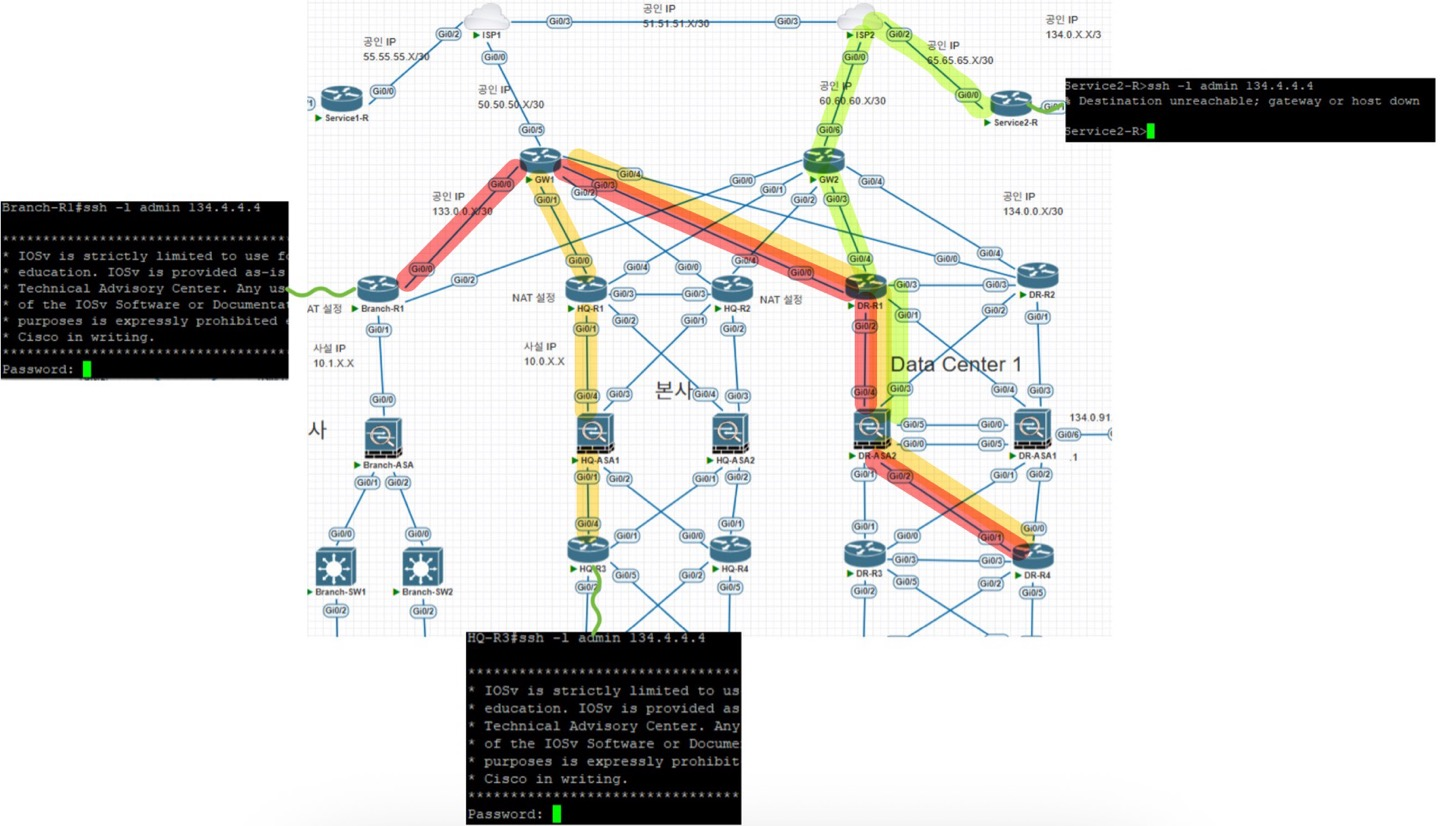 공인 IP
51.51.51.X/30
Gi0/3
Gi0/3
ISP1
ISP2
Gi0/2
Gi0/2
공인 IP
134.0.X.X/3
공인 IP
55.55.55.X/30
공인 IP
65.65.65.X/30
Gi0/0
Gi0/0
Gi0/0
Gi0/0
Service1-R
Service2-R
공인 IP
50.50.50.X/30
공인 IP
60.60.60.X/30
Service2-R>ssh -l admin 134.4.4.4
% Destination unreachable; gateway or host down
Service2-R>
Gi0/5
Gi0/6
GW1
GW2
Gi0/0
Gi0/1
Gi0/2
Gi0/3
Gi0/4
Gi0/0
Gi0/1
Gi0/2
Gi0/3
Gi0/4
공인 IP
133.0.0.X/30
공인 IP
134.0.0.X/30
Branch-R1#ssh -l admin 134.4.4.4
**********************************
* IOSv is strictly limited to use fo
* education. IOSv is provided as-is
* Technical Advisory Center. Any us
* of the IOSv Software or Documenta
* purposes is expressly prohibited
* Cisco in writing.
**********************************
Password:
Gi0/0
Gi0/2
Gi0/0
Gi0/4
Gi0/0
Gi0/4
Gi0/0
Gi0/4
Gi0/0
Gi0/4
AT 설정
Branch-R1
NAT 설정
HQ-R1
Gi0/3
Gi0/3
HQ-R2
NAT 설정
DR-R1
Gi0/3
Gi0/3
DR-R2
Gi0/1
Gi0/1
Gi0/2
Gi0/1
Gi0/2
Gi0/2
Gi0/1
Gi0/2
Gi0/1
사설 IP
10.1.X.X
사설 IP
10.0.X.X
본사
Data Center 1
Gi0/0
Gi0/4
Gi0/3
Gi0/4
Gi0/3
Gi0/4
Gi0/3
Gi0/4
Gi0/3
사
Branch-ASA
HQ-ASA1
HQ-ASA2
DR-ASA2
Gi0/5
Gi0/0
Gi0/0
Gi0/5
DR-ASA1
134.0.91
Gi0/6
.1
Gi0/1
Gi0/2
Gi0/1
Gi0/2
Gi0/1
Gi0/2
Gi0/1
Gi0/2
Gi0/1
Gi0/2
Gi0/0
Gi0/0
Gi0/4
Gi0/1
Gi0/0
Gi0/1
Gi0/1
Gi0/0
Gi0/1
Gi0/0
Branch-SW1
Branch-SW2
HQ-R3
HQ-R4
DR-R3
Gi0/3
Gi0/3
DR-R4
Gi0/2
Gi0/2
Gi0/5
Gi0/2
Gi0/5
Gi0/2
Gi0/5
Gi0/2
Gi0/5
HQ-R3#ssh -l admin 134.4.4.4
*********************************
* IOSv is strictly limited to us
* education. IOSv is provided as
* Technical Advisory Center. Any
* of the IOSv Software or Docume
* purposes is expressly prohibit
* Cisco in writing.
*********************************
Password: